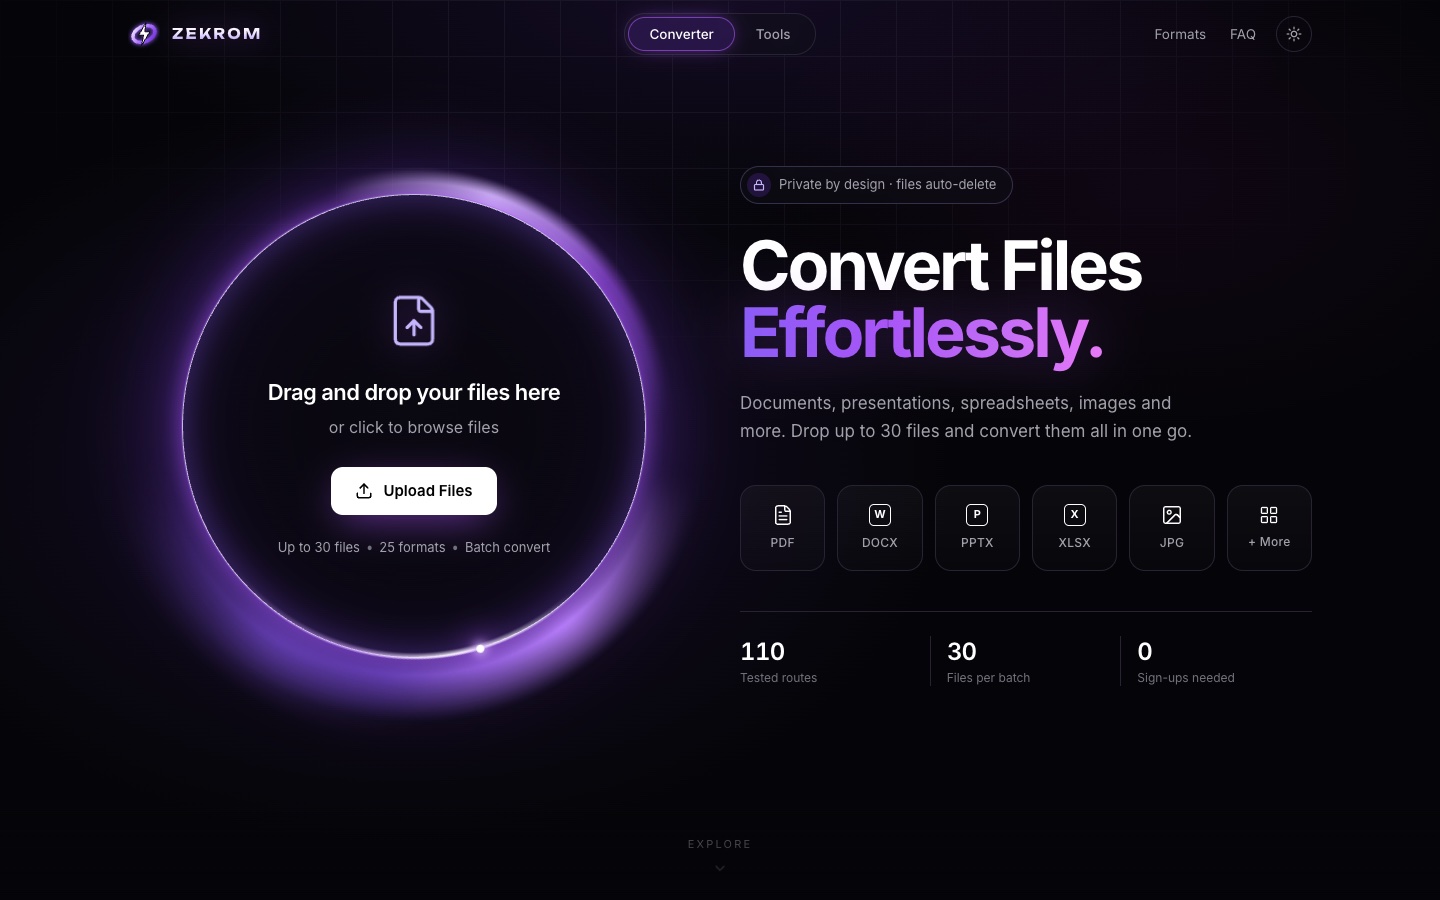 ZEKROM
Converter
Tools
Formats
FAQ
Private by design · files auto-delete
Convert Files
Effortlessly.
Documents, presentations, spreadsheets, images and
more. Drop up to 30 files and convert them all in one go.
Drag and drop your files here
or click to browse files
Upload Files
Up to 30 files • 25 formats • Batch convert
W
P
X
PDF
DOCX
PPTX
XLSX
JPG
+ More
110
30
0
Tested routes
Files per batch
Sign-ups needed
EXPLORE